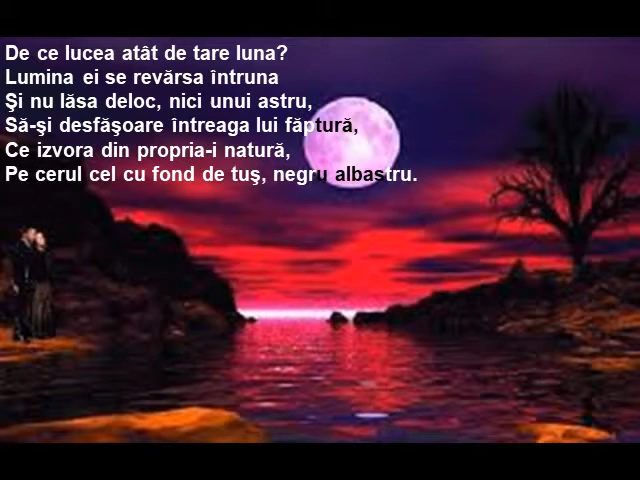 De ce lucea atât de tare luna?
Lumina ei se revărsa întruna
Şi nu lăsa deloc, nici unui astru,
Să-şi desfăşoare întreaga lui făptură,
Ce izvora din propria-i natură,
Pe cerul cel cu fond de tuş, negru albastru.